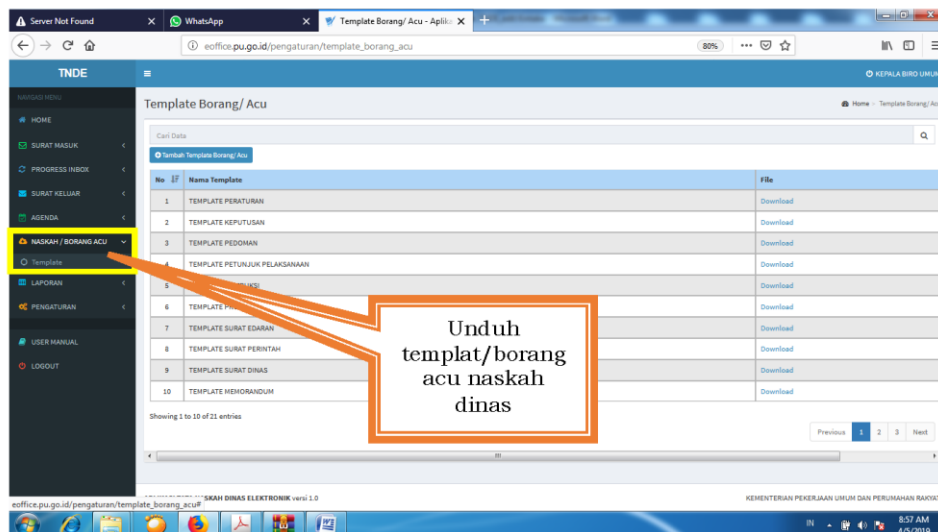 Server Not Found
WhatsApp
Template Borang/ Acu - Aplik
eoffice.pu.go.id/pengaturan/template_borang_acu
80%
TNDE
KEPALA BIRO UMUM
NAVIGASI MENU
HOME
SURAT MASUK
PROGRESS INBOX
SURAT KELUAR
AGENDA
NASKAH / BORANG ACU
Template
LAPORAN
PENGATURAN
USER MANUAL
LOGOUT
Template Borang/ Acu
Home > Template Borang/ Ac
Cari Data
Tambah Template Borang/ Acu
No Nama Template File
1 TEMPLATE PERATURAN Download
2 TEMPLATE KEPUTUSAN Download
3 TEMPLATE PEDOMAN Download
4 TEMPLATE PETUNJUK PELAKSANAAN Download
5 Download
6 TEMPLATE Download
7 TEMPLATE SURAT EDARAN Download
8 TEMPLATE SURAT PERINTAH Download
9 TEMPLATE SURAT DINAS Download
10 TEMPLATE MEMORANDUM Download
Unduh
templat/borang
acu naskah
dinas
Showing 1 to 10 of 21 entries
Previous 1 2 3 Next
NASKAH DINAS ELEKTRONIK versi 1.0
KEMENTERIAN PEKERJAAN UMUM DAN PERUMAHAN RAKYAT
eoffice.pu.go.id/pengaturan/template_borang_acu#
IN
8:57 AM
4/5/2019